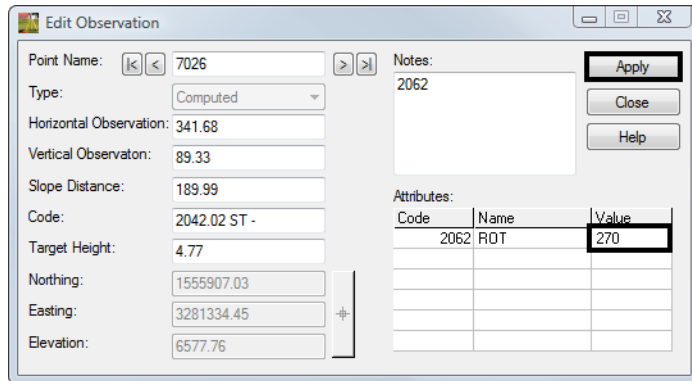 Edit Observation
Point Name: |< < 7026 > >|
Type: Computed
Horizontal Observation: 341.68
Vertical Observaton: 89.33
Slope Distance: 189.99
Code: 2042.02 ST -
Target Height: 4.77
Northing: 1555907.03
Easting: 3281334.45
Elevation: 6577.76
Notes:
2062
Apply
Close
Help
Attributes:
Code Name Value
2062 ROT 270